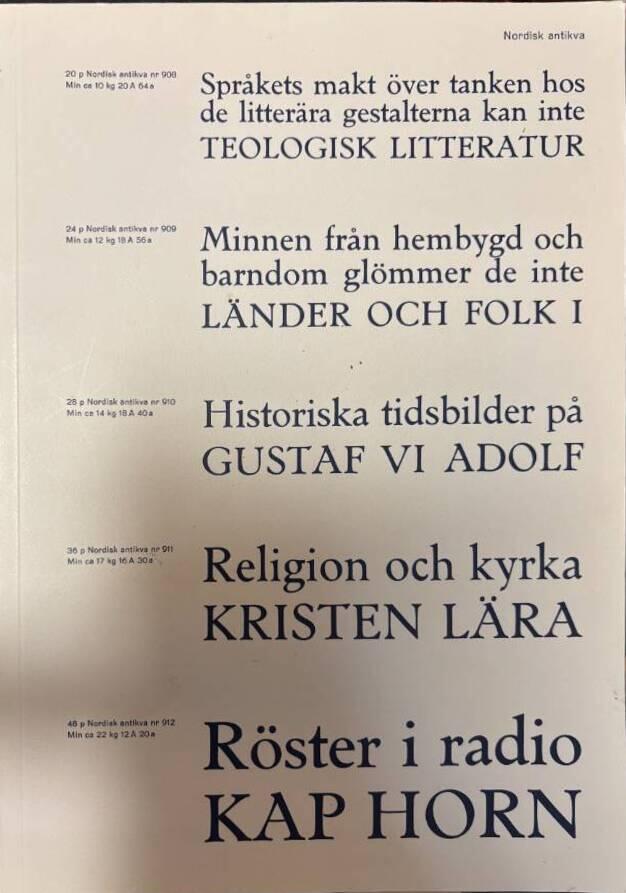 Nordisk antikva
20 p Nordisk antikva nr 908
Min ca 10 kg 20 A 64 a
Språkets makt över tanken hos
de litterära gestalterna kan inte
TEOLOGISK LITTERATUR
24 p Nordisk antikva nr 909
Min ca 12 kg 18 A 56 a
Minnen från hembygd och
barndom glömmer de inte
LÄNDER OCH FOLK I
28 p Nordisk antikva nr 910
Min ca 14 kg 18 A 40 a
Historiska tidsbilder på
GUSTAF VI ADOLF
36 p Nordisk antikva nr 911
Min ca 17 kg 16 A 30 a
Religion och kyrka
KRISTEN LÄRA
48 p Nordisk antikva nr 912
Min ca 22 kg 12 A 20 a
Röster i radio
KAP HORN